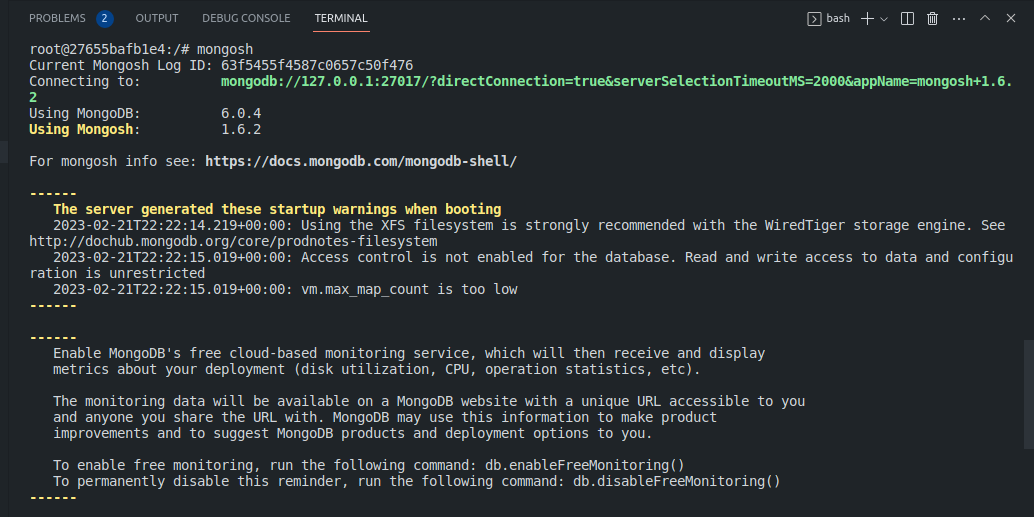 PROBLEMS 2 OUTPUT DEBUG CONSOLE TERMINAL bash
root@27655bafb1e4:/# mongosh
Current Mongosh Log ID: 63f5455f4587c0657c50f476
Connecting to: mongodb://127.0.0.1:27017/?directConnection=true&serverSelectionTimeoutMS=2000&appName=mongosh+1.6.
2
Using MongoDB: 6.0.4
Using Mongosh: 1.6.2
For mongosh info see: https://docs.mongodb.com/mongodb-shell/
------
The server generated these startup warnings when booting
2023-02-21T22:22:14.219+00:00: Using the XFS filesystem is strongly recommended with the WiredTiger storage engine. See
http://dochub.mongodb.org/core/prodnotes-filesystem
2023-02-21T22:22:15.019+00:00: Access control is not enabled for the database. Read and write access to data and configu
ration is unrestricted
2023-02-21T22:22:15.019+00:00: vm.max_map_count is too low
------
------
Enable MongoDB's free cloud-based monitoring service, which will then receive and display
metrics about your deployment (disk utilization, CPU, operation statistics, etc).
The monitoring data will be available on a MongoDB website with a unique URL accessible to you
and anyone you share the URL with. MongoDB may use this information to make product
improvements and to suggest MongoDB products and deployment options to you.
To enable free monitoring, run the following command: db.enableFreeMonitoring()
To permanently disable this reminder, run the following command: db.disableFreeMonitoring()
------